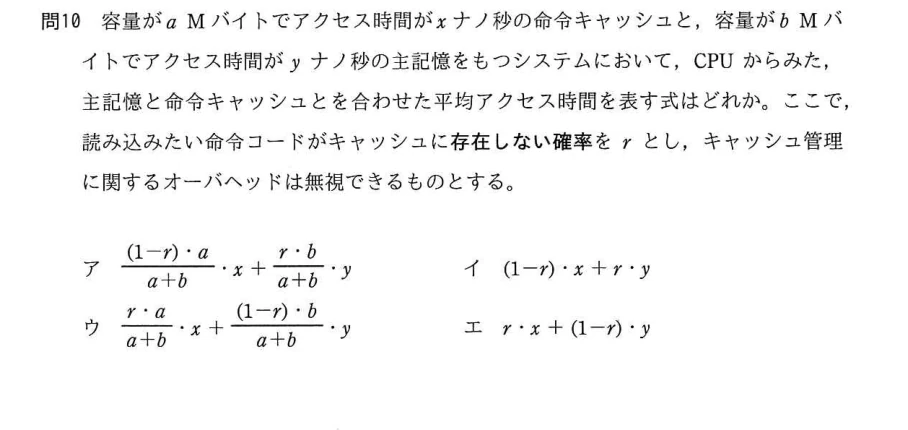 問10 容量が a Mバイトでアクセス時間が x ナノ秒の命令キャッシュと，容量が b Mバ
イトでアクセス時間が y ナノ秒の主記憶をもつシステムにおいて，CPU からみた，
主記憶と命令キャッシュとを合わせた平均アクセス時間を表す式はどれか。ここで，
読み込みたい命令コードがキャッシュに存在しない確率を r とし，キャッシュ管理
に関するオーバヘッドは無視できるものとする。
ア (1−r)・a/a+b ・x + r・b/a+b ・y イ (1−r)・x + r・y
ウ r・a/a+b ・x + (1−r)・b/a+b ・y エ r・x + (1−r)・y